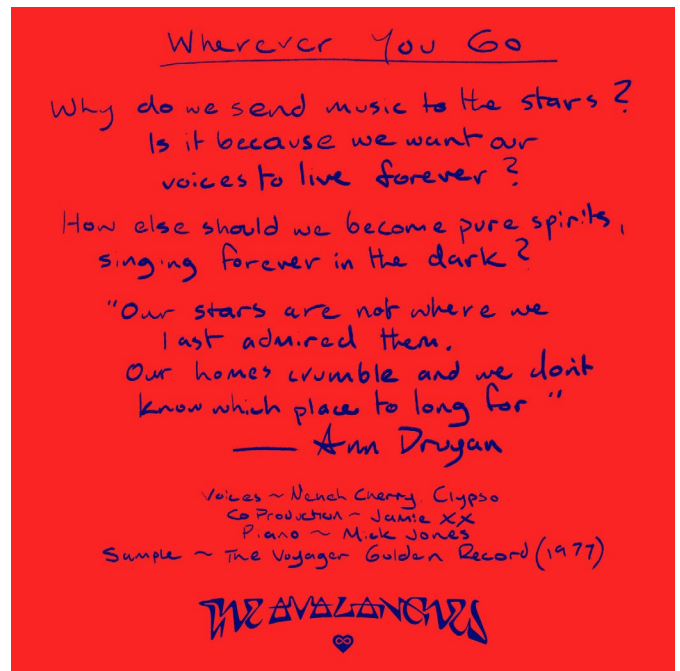 Wherever You Go
Why do we send music to the stars?
Is it because we want our
voices to live forever?
How else should we become pure spirits,
singing forever in the dark?
"Our stars are not where we
last admired them.
Our homes crumble and we don't
know which place to long for"
— Ann Druyan
Voices ~ Neneh Cherry. Clypso
Co Production ~ Jamie XX
Piano ~ Mick Jones
Sample ~ The Voyager Golden Record (1977)
THE AVALANCHES